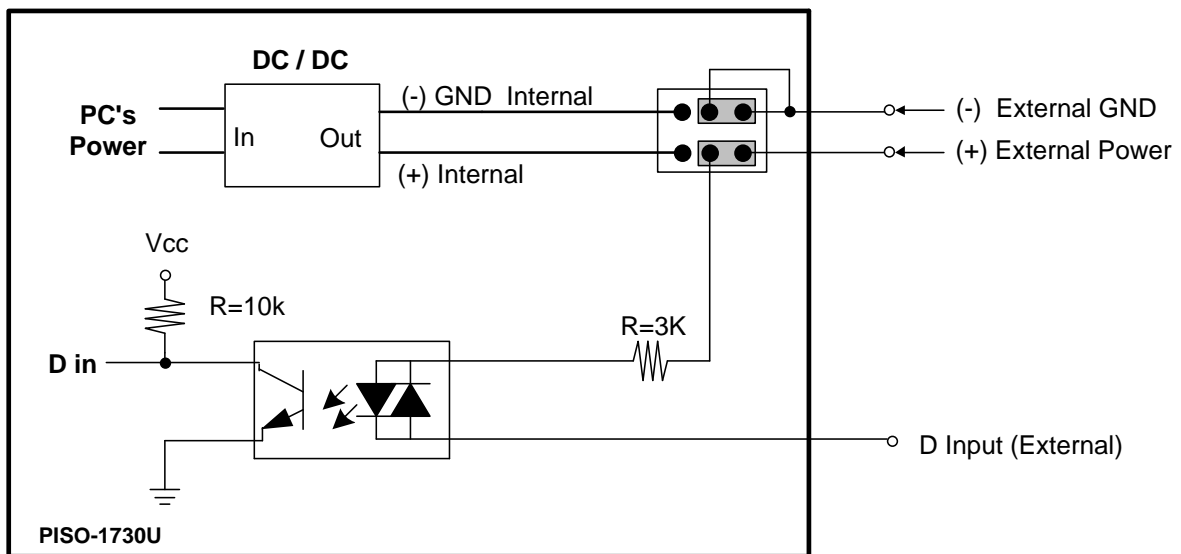 DC / DC
PC's
Power
In
Out
(-) GND Internal
(+) Internal
(-) External GND
(+) External Power
Vcc
R=10k
R=3K
D in
D Input (External)
PISO-1730U